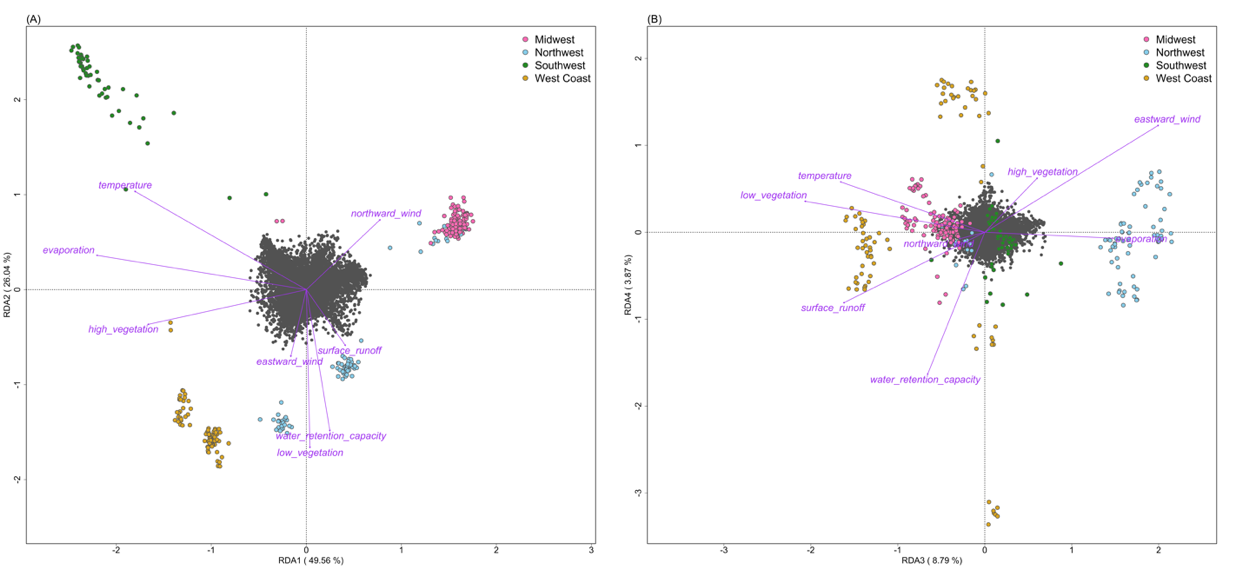 (A)
Midwest
Northwest
Southwest
West Coast
temperature
northward_wind
evaporation
high_vegetation
surface_runoff
eastward_wind
water_retention_capacity
low_vegetation
2
1
0
-1
-2
RDA2 ( 26.04 %)
-2
-1
0
1
2
3
RDA1 ( 49.56 %)
(B)
Midwest
Northwest
Southwest
West Coast
eastward_wind
high_vegetation
temperature
low_vegetation
evaporation
surface_runoff
water_retention_capacity
2
1
0
-1
-2
-3
RDA4 ( 3.87 %)
-3
-2
-1
0
1
2
RDA3 ( 8.79 %)